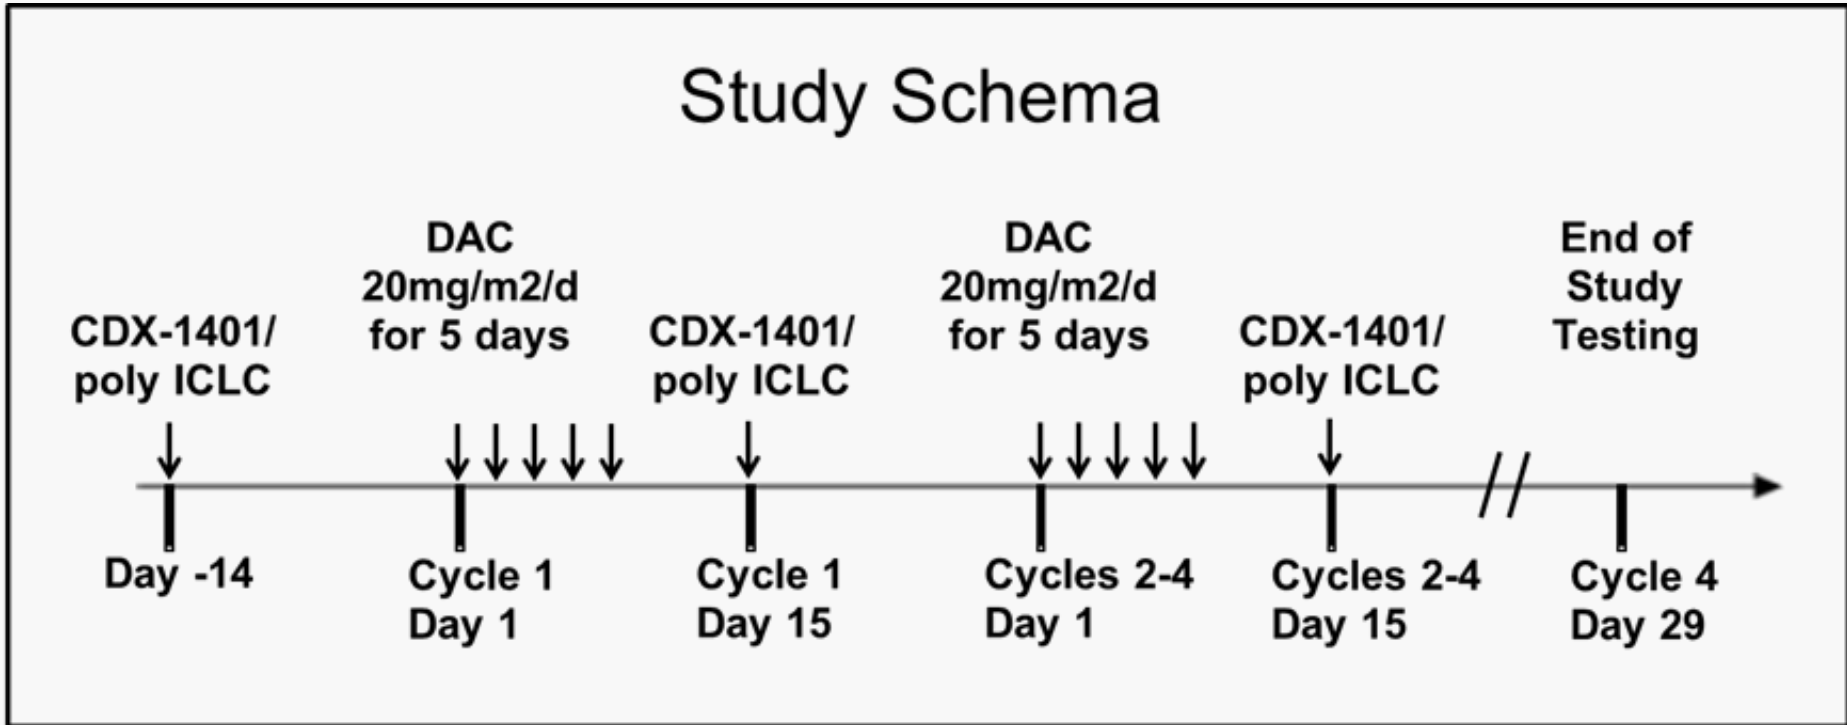 Study Schema
CDX-1401/
poly ICLC
DAC
20mg/m2/d
for 5 days
CDX-1401/
poly ICLC
DAC
20mg/m2/d
for 5 days
CDX-1401/
poly ICLC
End of
Study
Testing
Day -14
Cycle 1
Day 1
Cycle 1
Day 15
Cycles 2-4
Day 1
Cycles 2-4
Day 15
Cycle 4
Day 29